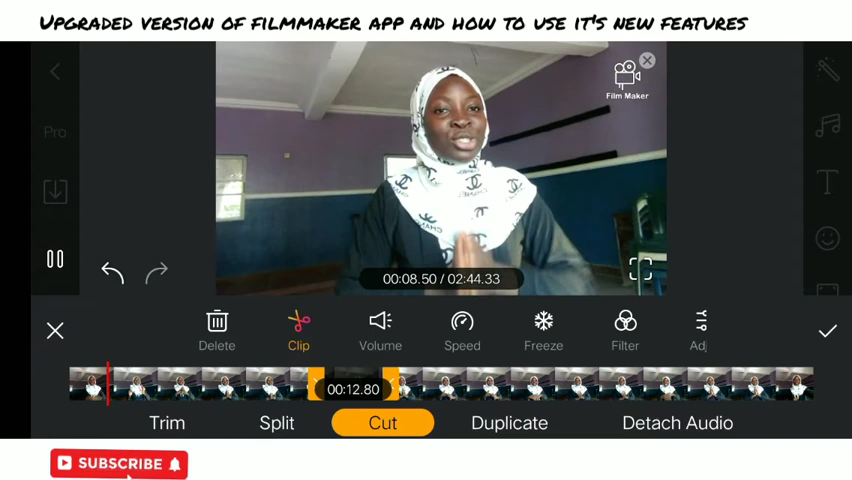 UPGRADED VERSION OF FILMMAKER APP AND HOW TO USE IT'S NEW FEATURES
Film Maker
Pro
00:08.50 / 02:44.33
Delete
Clip
Volume
Speed
Freeze
Filter
Adj
00:12.80
Trim
Split
Cut
Duplicate
Detach Audio
SUBSCRIBE